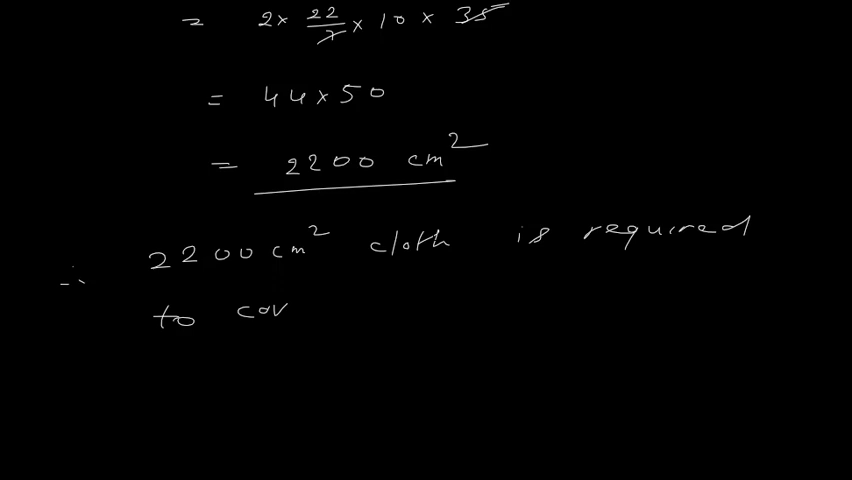 = 2 x 22/7 x 10 x 35
= 44 x 50
= 2200 cm²
∴ 2200 cm² cloth is required
to cov